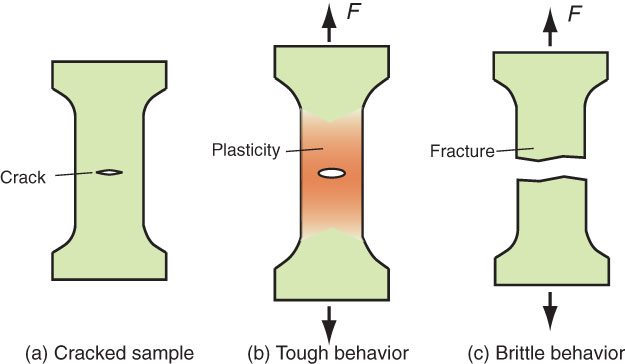 F
F
Plasticity
Fracture
Crack
(a) Cracked sample
(b) Tough behavior
(c) Brittle behavior